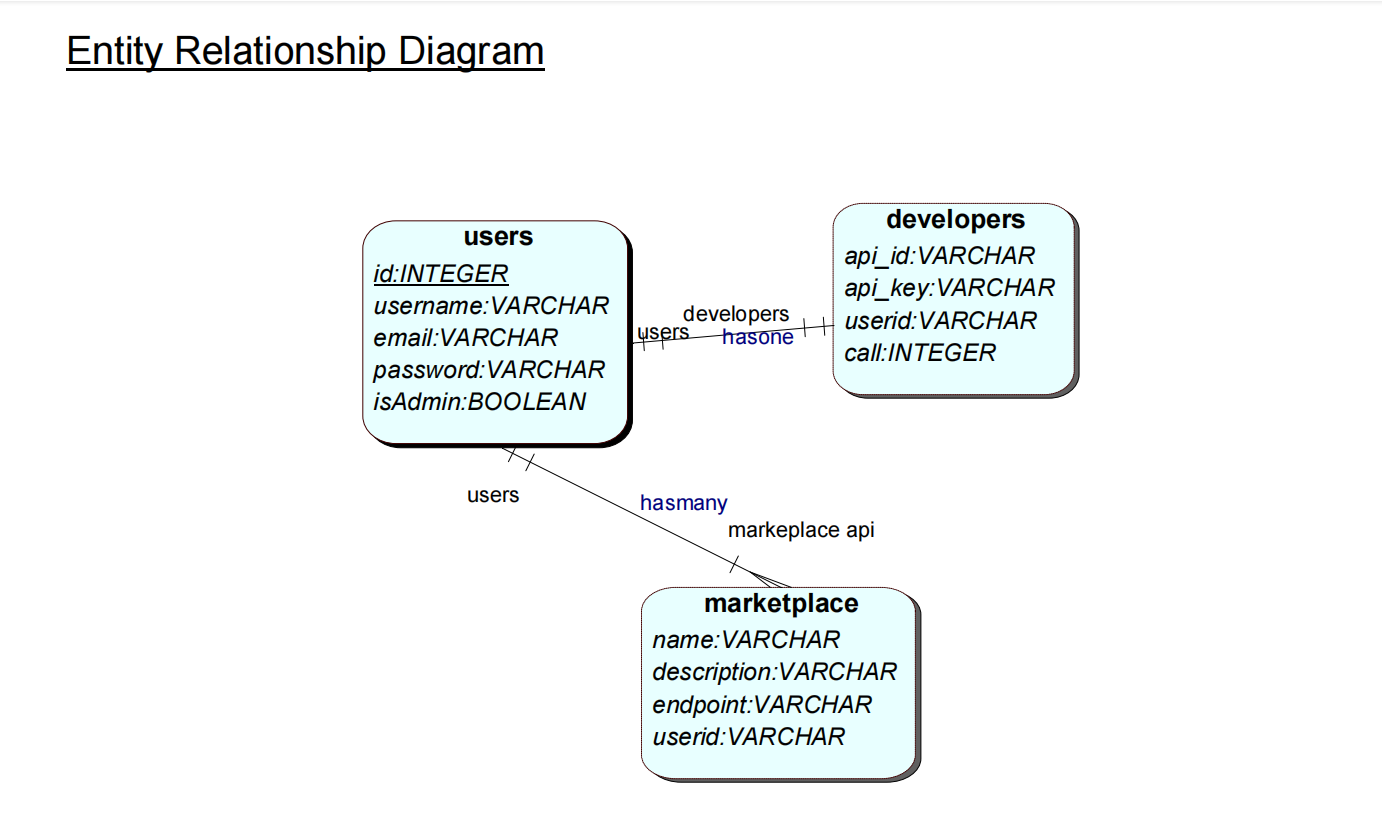 Entity Relationship Diagram
users
id:INTEGER
username:VARCHAR
email:VARCHAR
password:VARCHAR
isAdmin:BOOLEAN
developers
users
hasone
developers
api_id:VARCHAR
api_key:VARCHAR
userid:VARCHAR
call:INTEGER
users
hasmany
markeplace api
marketplace
name:VARCHAR
description:VARCHAR
endpoint:VARCHAR
userid:VARCHAR